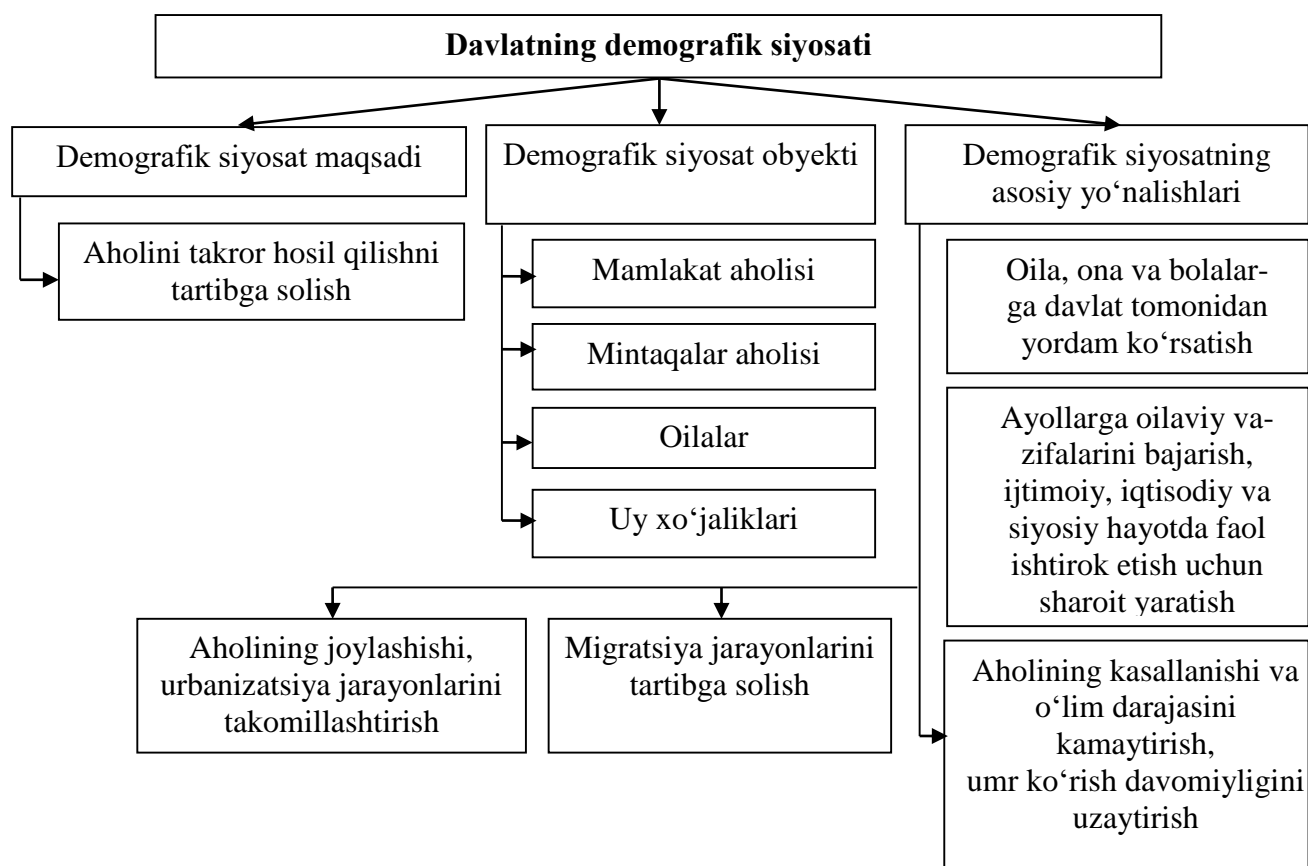 Davlatning demografik siyosati
Demografik siyosat maqsadi
Aholini takror hosil qilishni
tartibga solish
Demografik siyosat obyekti
Mamlakat aholisi
Mintaqalar aholisi
Oilalar
Uy xo‘jaliklari
Demografik siyosatning
asosiy yo‘nalishlari
Oila, ona va bolalar-
ga davlat tomonidan
yordam ko‘rsatish
Ayollarga oilaviy va-
zifalarini bajarish,
ijtimoiy, iqtisodiy va
siyosiy hayotda faol
ishtirok etish uchun
sharoit yaratish
Aholining joylashishi,
urbanizatsiya jarayonlarini
takomillashtirish
Migratsiya jarayonlarini
tartibga solish
Aholining kasallanishi va
o‘lim darajasini
kamaytirish,
umr ko‘rish davomiyligini
uzaytirish